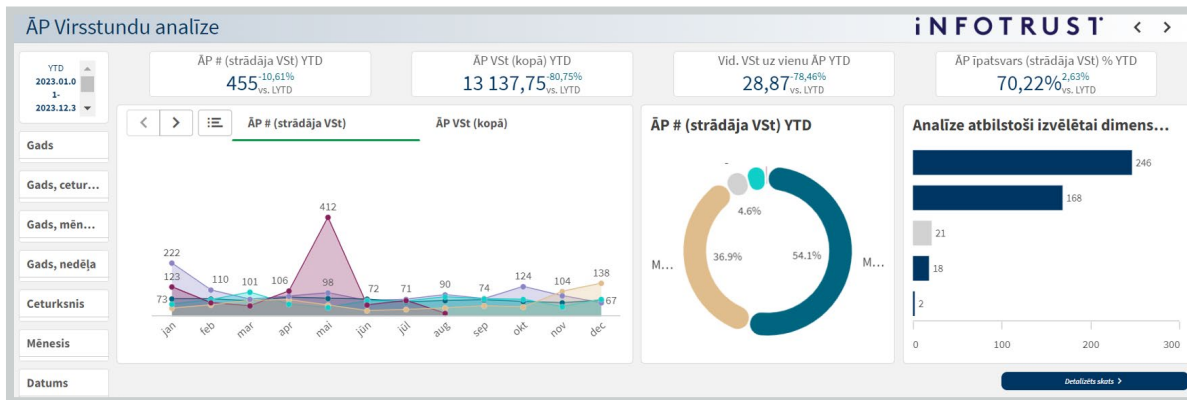 ĀP Virsstundu analīze
iNFOTRUST
YTD
2023.01.0
1-
2023.12.3
ĀP # (strādāja VSt) YTD
455 -10,61% vs. LYTD
ĀP VSt (kopā) YTD
13 137,75 -80,75% vs. LYTD
Vid. VSt uz vienu ĀP YTD
28,87 -78,46% vs. LYTD
ĀP īpatsvars (strādāja VSt) % YTD
70,22% 2,63% vs. LYTD
Gads
Gads, cetur...
Gads, mēn...
Gads, nedēļa
Ceturksnis
Mēnesis
Datums
ĀP # (strādāja VSt)
ĀP VSt (kopā)
412
222
123
73
110
101
106
98
72
71
90
74
124
104
138
67
jan
feb
mar
apr
mai
jūn
jūl
aug
sep
okt
nov
dec
ĀP # (strādāja VSt) YTD
-
4.6%
M...
36.9%
54.1%
M...
Analīze atbilstoši izvēlētai dimens...
246
168
21
18
2
0
100
200
300
Detalizēts skats